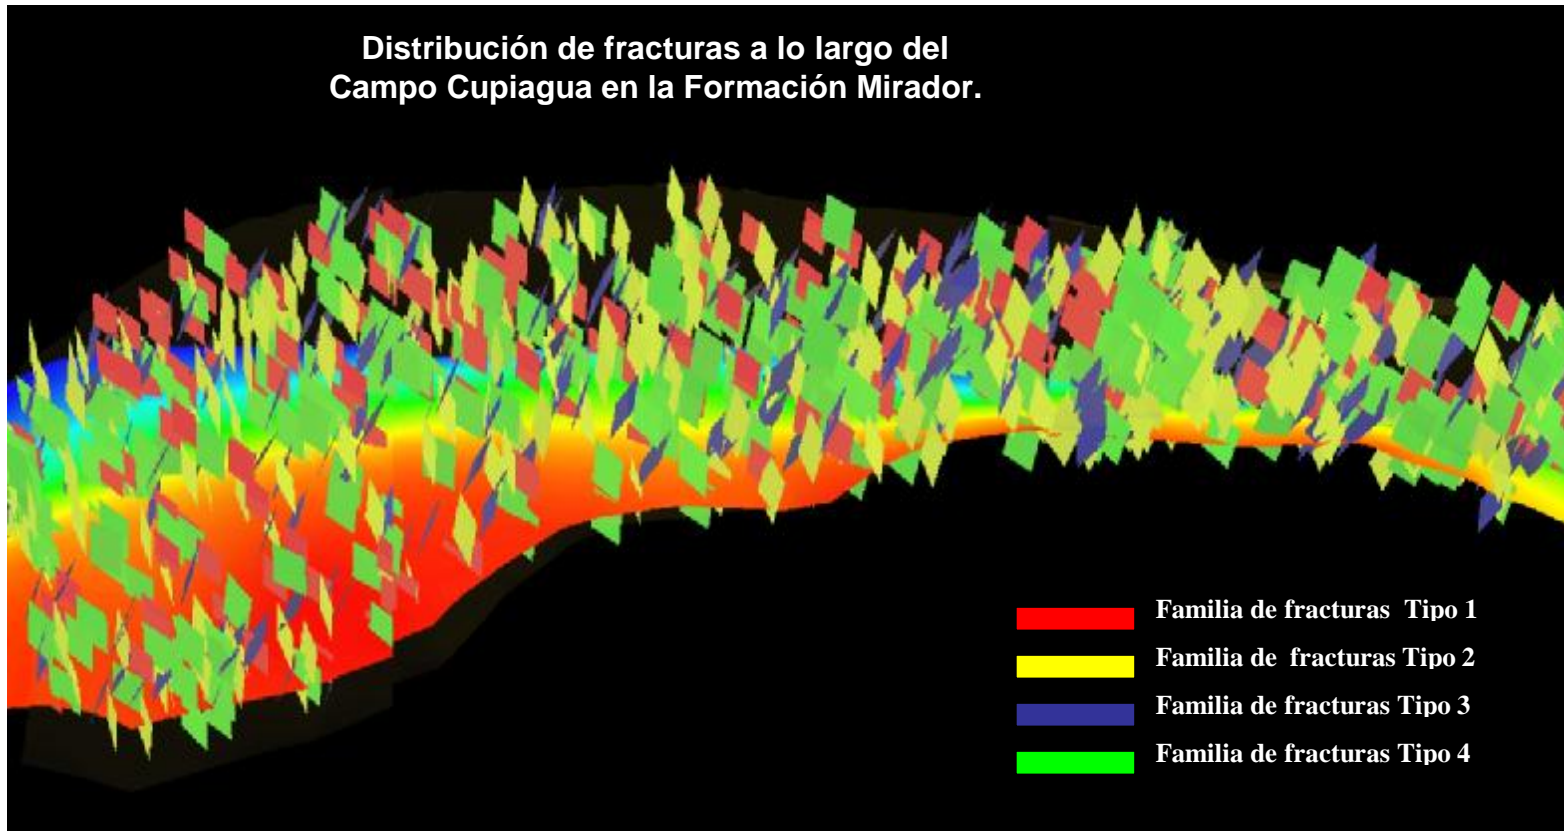 Distribución de fracturas a lo largo del
Campo Cupiagua en la Formación Mirador.
Familia de fracturas Tipo 1
Familia de fracturas Tipo 2
Familia de fracturas Tipo 3
Familia de fracturas Tipo 4